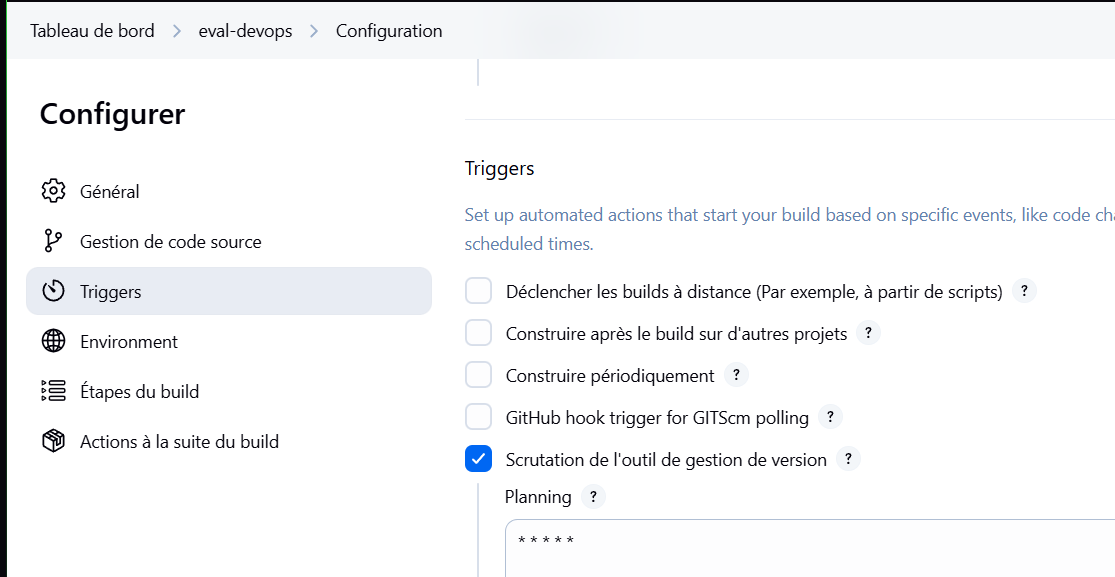 Tableau de bord > eval-devops > Configuration
Configurer
Général
Gestion de code source
Triggers
Environment
Étapes du build
Actions à la suite du build
Triggers
Set up automated actions that start your build based on specific events, like code cha
scheduled times.
Déclencher les builds à distance (Par exemple, à partir de scripts) ?
Construire après le build sur d'autres projets ?
Construire périodiquement ?
GitHub hook trigger for GITScm polling ?
Scrutation de l'outil de gestion de version ?
Planning ?
* * * * *